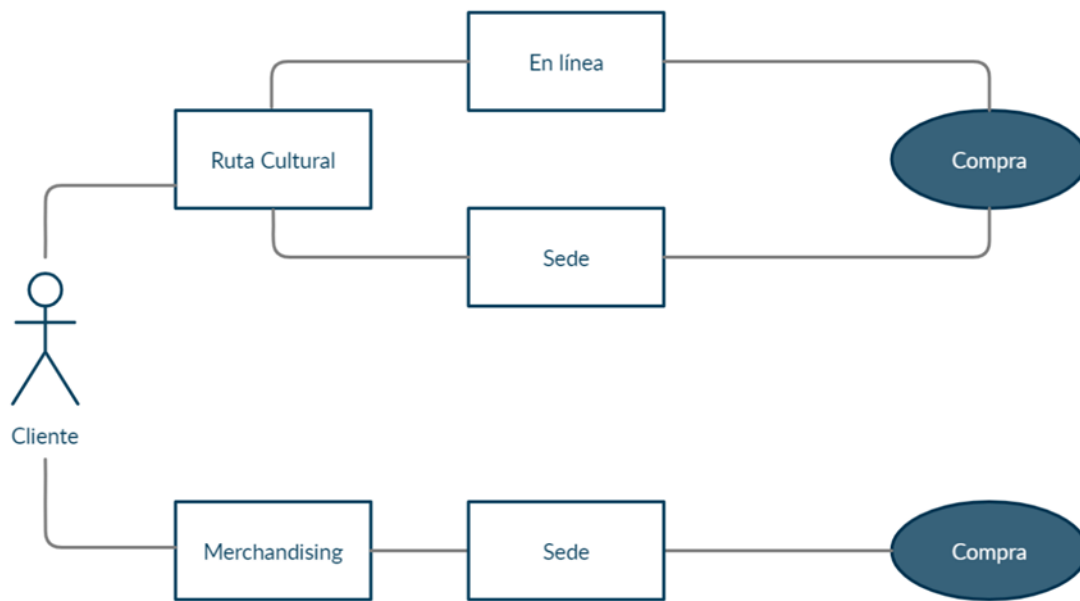 En línea
Ruta Cultural
Compra
Sede
Cliente
Merchandising
Sede
Compra